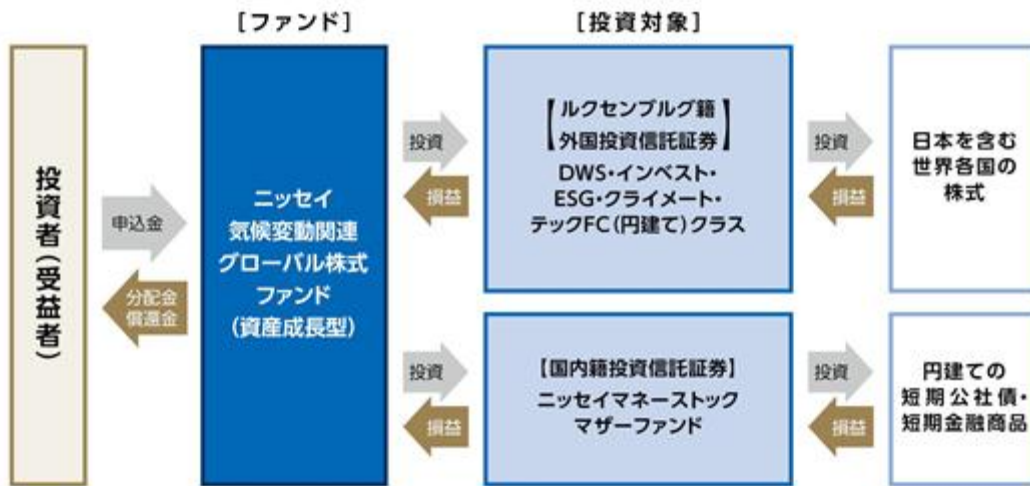 [ファンド]
[投資対象]
投資者(受益者)
申込金
分配金
償還金
ニッセイ
気候変動関連
グローバル株式
ファンド
(資産成長型)
投資
損益
【ルクセンブルグ籍
外国投資信託証券】
DWS・インベスト・
ESG・クライメート・
テックFC(円建て)クラス
投資
損益
日本を含む
世界各国の
株式
投資
損益
【国内籍投資信託証券】
ニッセイマネーストック
マザーファンド
投資
損益
円建ての
短期公社債・
短期金融商品